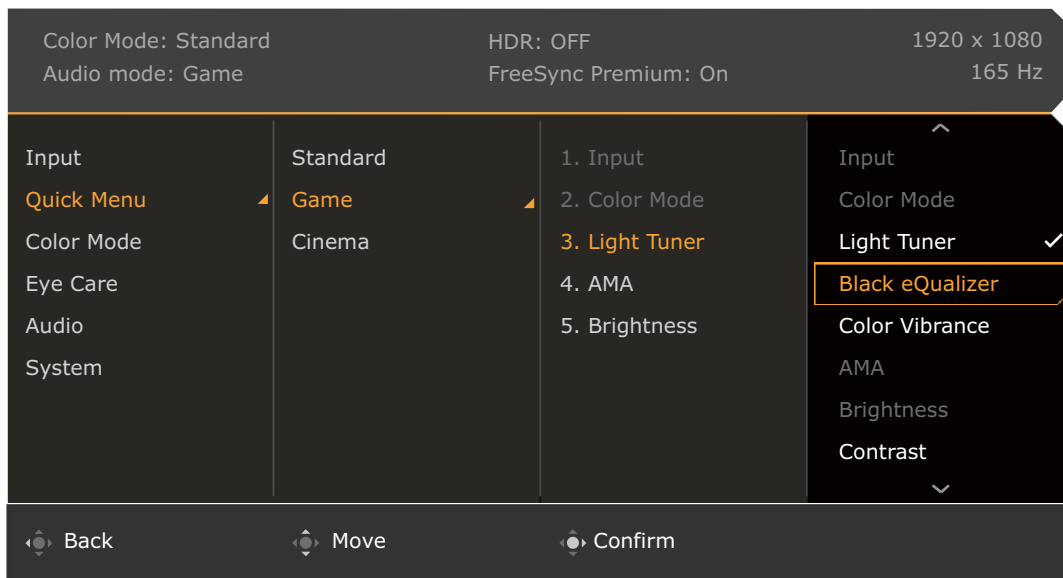 Color Mode: Standard
Audio mode: Game
HDR: OFF
FreeSync Premium: On
1920 x 1080
165 Hz
Input
Quick Menu
Color Mode
Eye Care
Audio
System
Standard
Game
Cinema
1. Input
2. Color Mode
3. Light Tuner
4. AMA
5. Brightness
Input
Color Mode
Light Tuner
Black eQualizer
Color Vibrance
AMA
Brightness
Contrast
Back
Move
Confirm